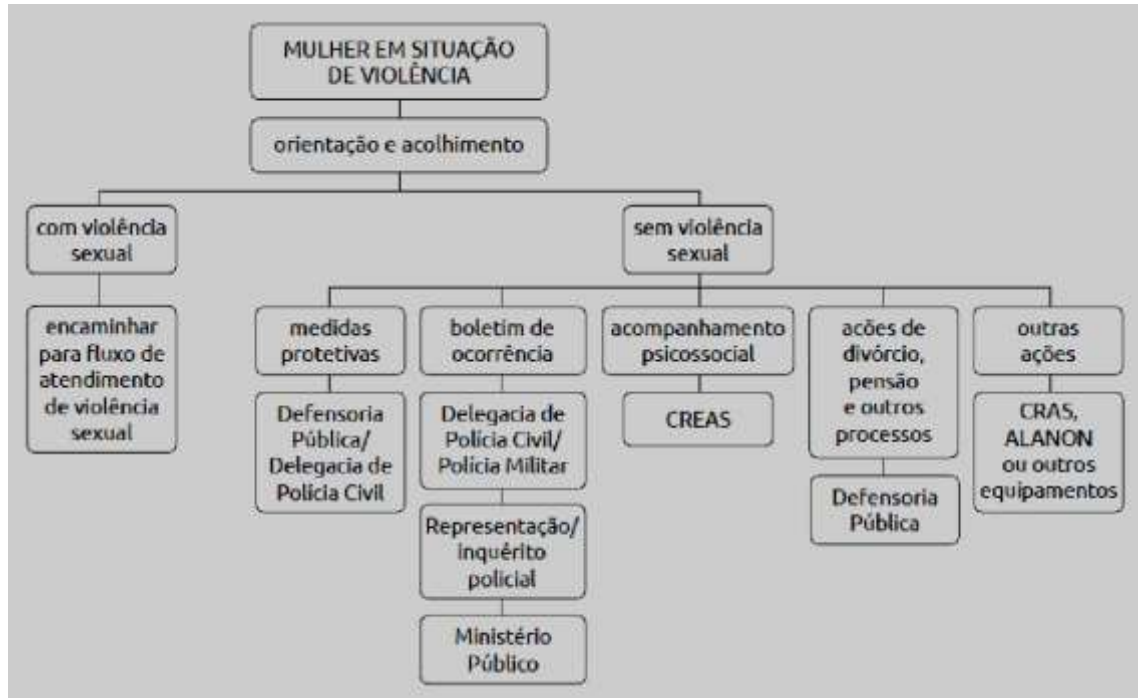 MULHER EM SITUAÇÃO
DE VIOLÊNCIA
orientação e acolhimento
com violência
sexual
sem violência
sexual
encaminhar
para fluxo de
atendimento
de violência
sexual
medidas
protetivas
Defensoria
Pública/
Delegacia de
Polícia Civil
boletim de
ocorrência
Delegacia de
Polícia Civil/
Polícia Militar
Representação/
inquérito
policial
Ministério
Público
acompanhamento
psicossocial
CREAS
ações de
divórcio,
pensão
e outros
processos
Defensoria
Pública
outras
ações
CRAS,
ALANON
ou outros
equipamentos